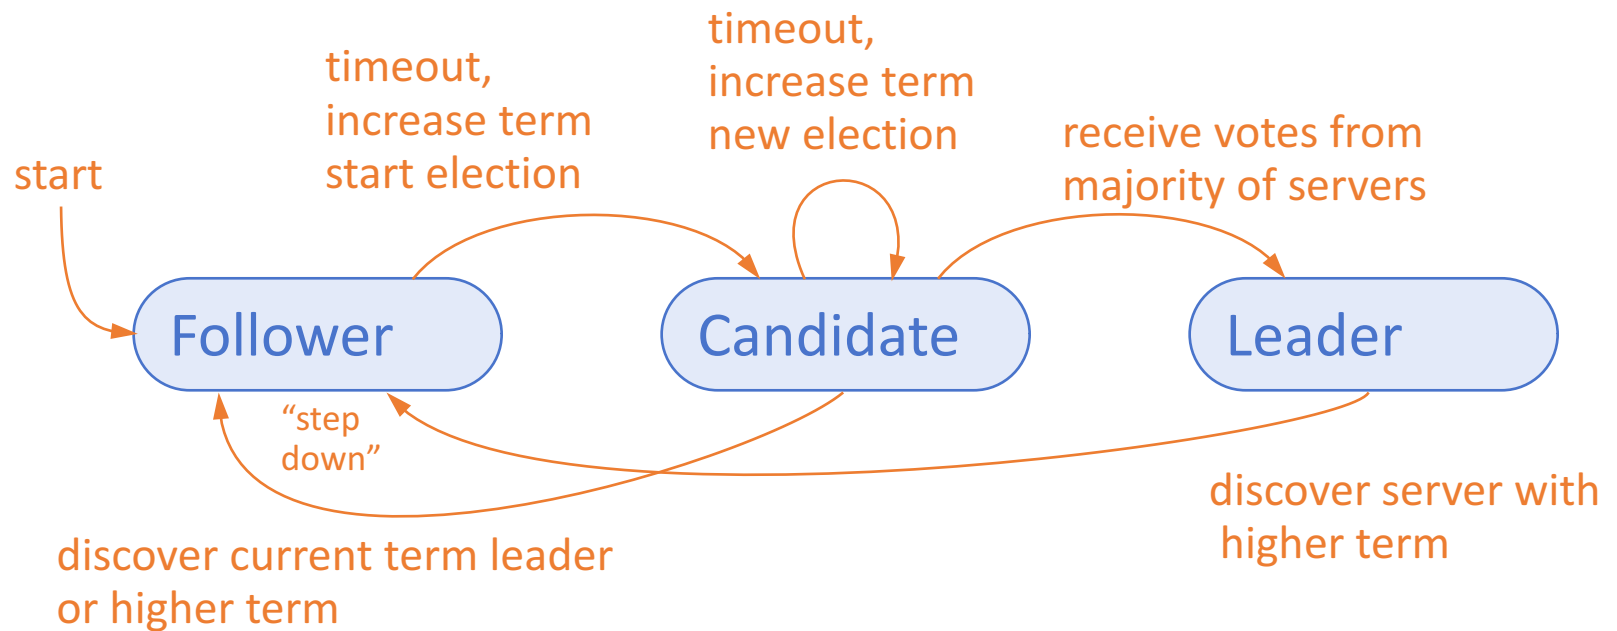 timeout,
increase term
start election
timeout,
increase term
new election
receive votes from
majority of servers
start
Follower
Candidate
Leader
“step
down”
discover current term leader
or higher term
discover server with
higher term